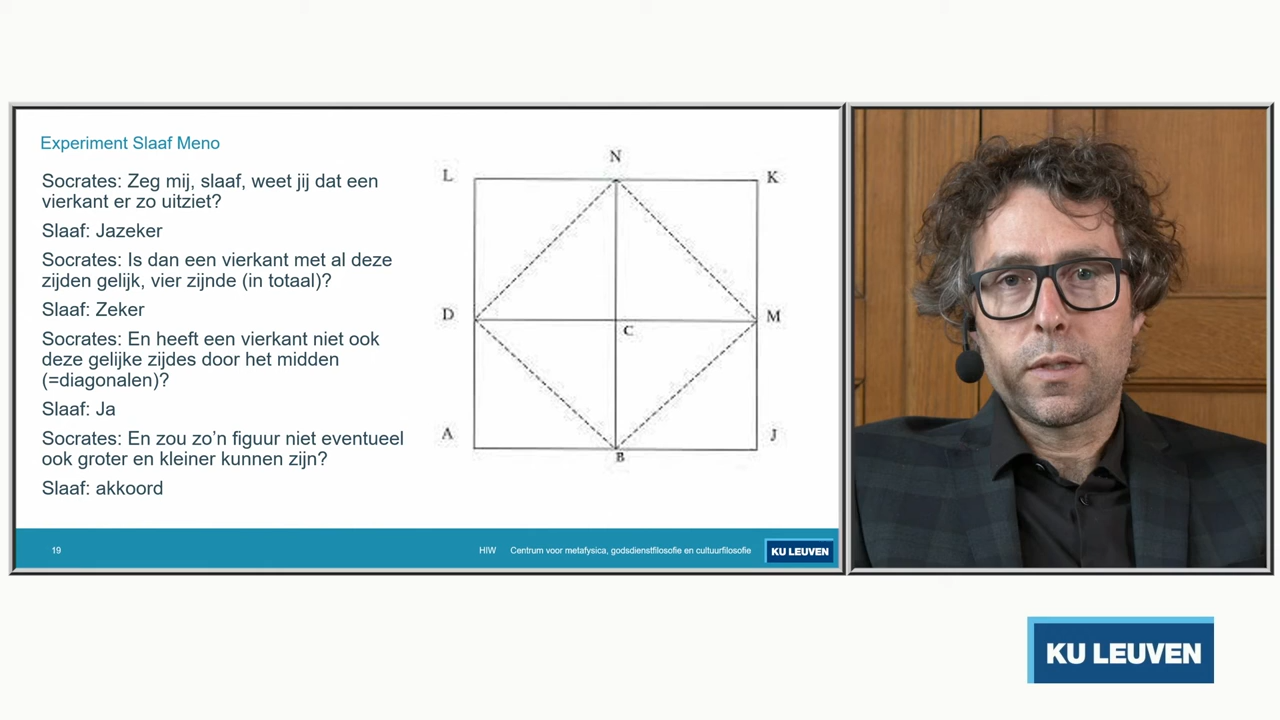 Experiment Slaaf Meno
Socrates: Zeg mij, slaaf, weet jij dat een
vierkant er zo uitziet?
Slaaf: Jazeker
Socrates: Is dan een vierkant met al deze
zijden gelijk, vier zijnde (in totaal)?
Slaaf: Zeker
Socrates: En heeft een vierkant niet ook
deze gelijke zijdes door het midden
(=diagonalen)?
Slaaf: Ja
Socrates: En zou zo'n figuur niet eventueel
ook groter en kleiner kunnen zijn?
Slaaf: akkoord
N
L
K
D
C
M
A
B
J
19
HIW
Centrum voor metafysica, godsdienstfilosofie en cultuurfilosofie
KU LEUVEN
KU LEUVEN